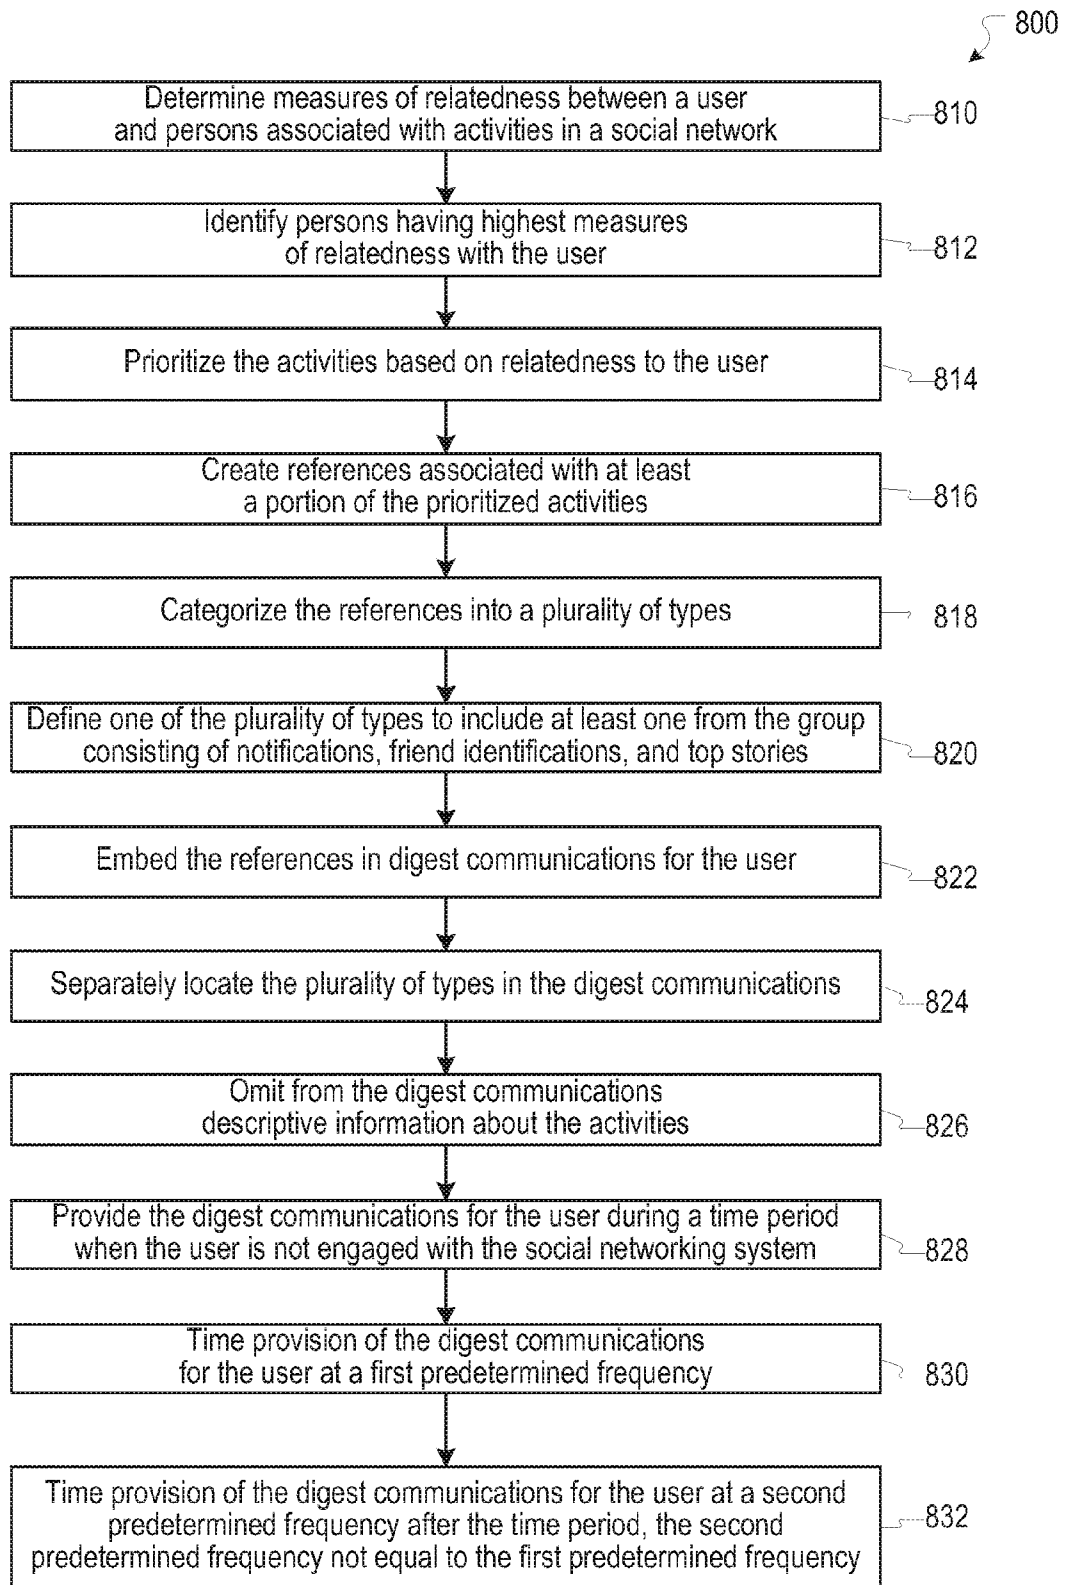 800
Determine measures of relatedness between a user
and persons associated with activities in a social network
810
Identify persons having highest measures
of relatedness with the user
812
Prioritize the activities based on relatedness to the user
814
Create references associated with at least
a portion of the prioritized activities
816
Categorize the references into a plurality of types
818
Define one of the plurality of types to include at least one from the group
consisting of notifications, friend identifications, and top stories
820
Embed the references in digest communications for the user
822
Separately locate the plurality of types in the digest communications
824
Omit from the digest communications
descriptive information about the activities
826
Provide the digest communications for the user during a time period
when the user is not engaged with the social networking system
828
Time provision of the digest communications
for the user at a first predetermined frequency
830
Time provision of the digest communications for the user at a second
predetermined frequency after the time period, the second
predetermined frequency not equal to the first predetermined frequency
832